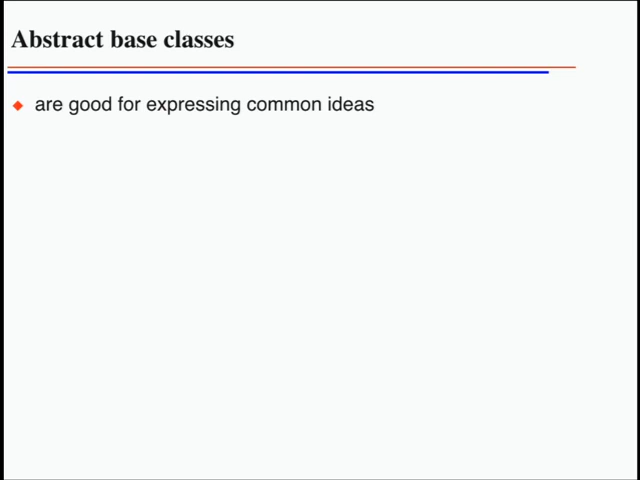 Abstract base classes
are good for expressing common ideas